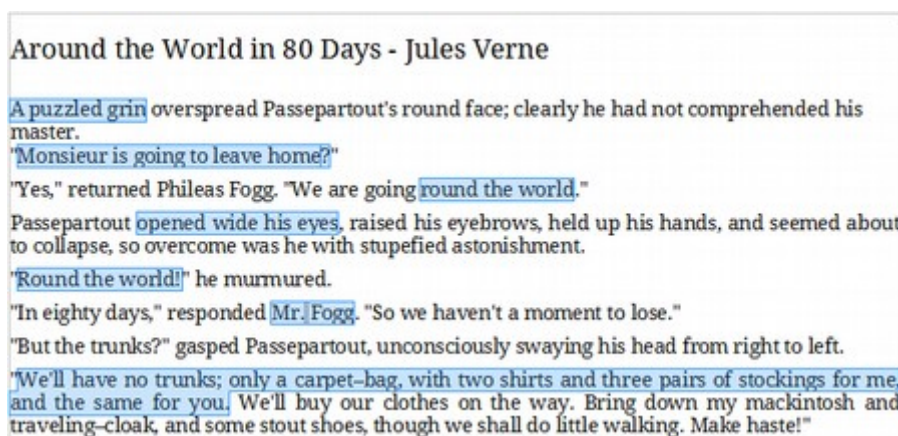 Around the World in 80 Days - Jules Verne
A puzzled grin overspread Passepartout's round face; clearly he had not comprehended his
master.
"Monsieur is going to leave home?"
"Yes," returned Phileas Fogg. "We are going round the world."
Passepartout opened wide his eyes, raised his eyebrows, held up his hands, and seemed about
to collapse, so overcome was he with stupefied astonishment.
"Round the world!" he murmured.
"In eighty days," responded Mr. Fogg. "So we haven't a moment to lose."
"But the trunks?" gasped Passepartout, unconsciously swaying his head from right to left.
"We'll have no trunks; only a carpet–bag, with two shirts and three pairs of stockings for me,
and the same for you. We'll buy our clothes on the way. Bring down my mackintosh and
traveling–cloak, and some stout shoes, though we shall do little walking. Make haste!"